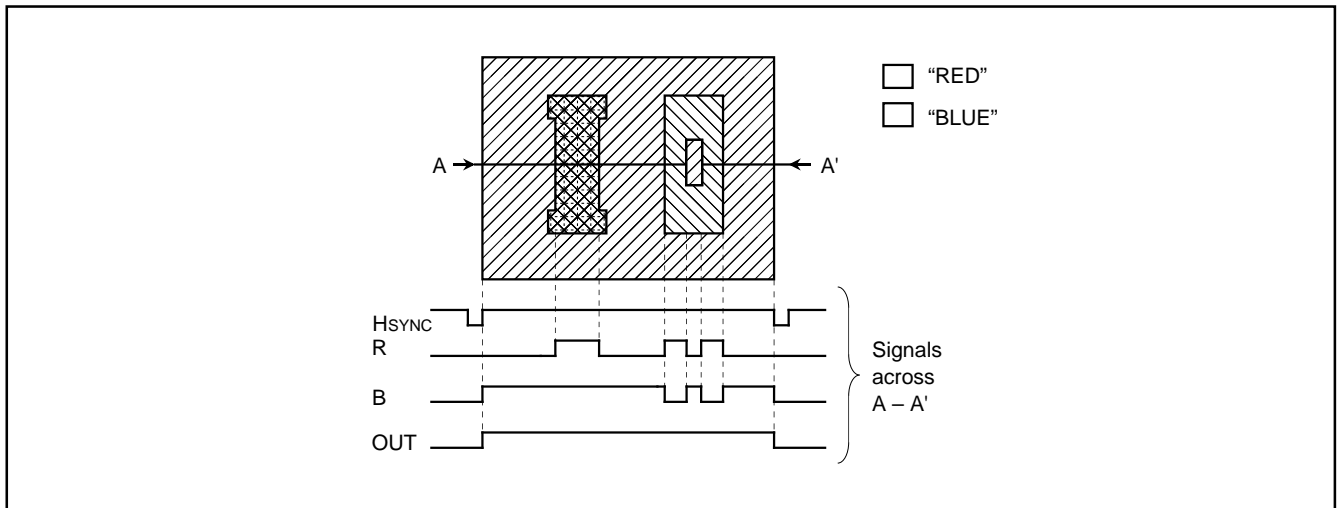 “RED”
“BLUE”
A
A'
HSYNC
R
B
OUT
Signals
across
A – A'